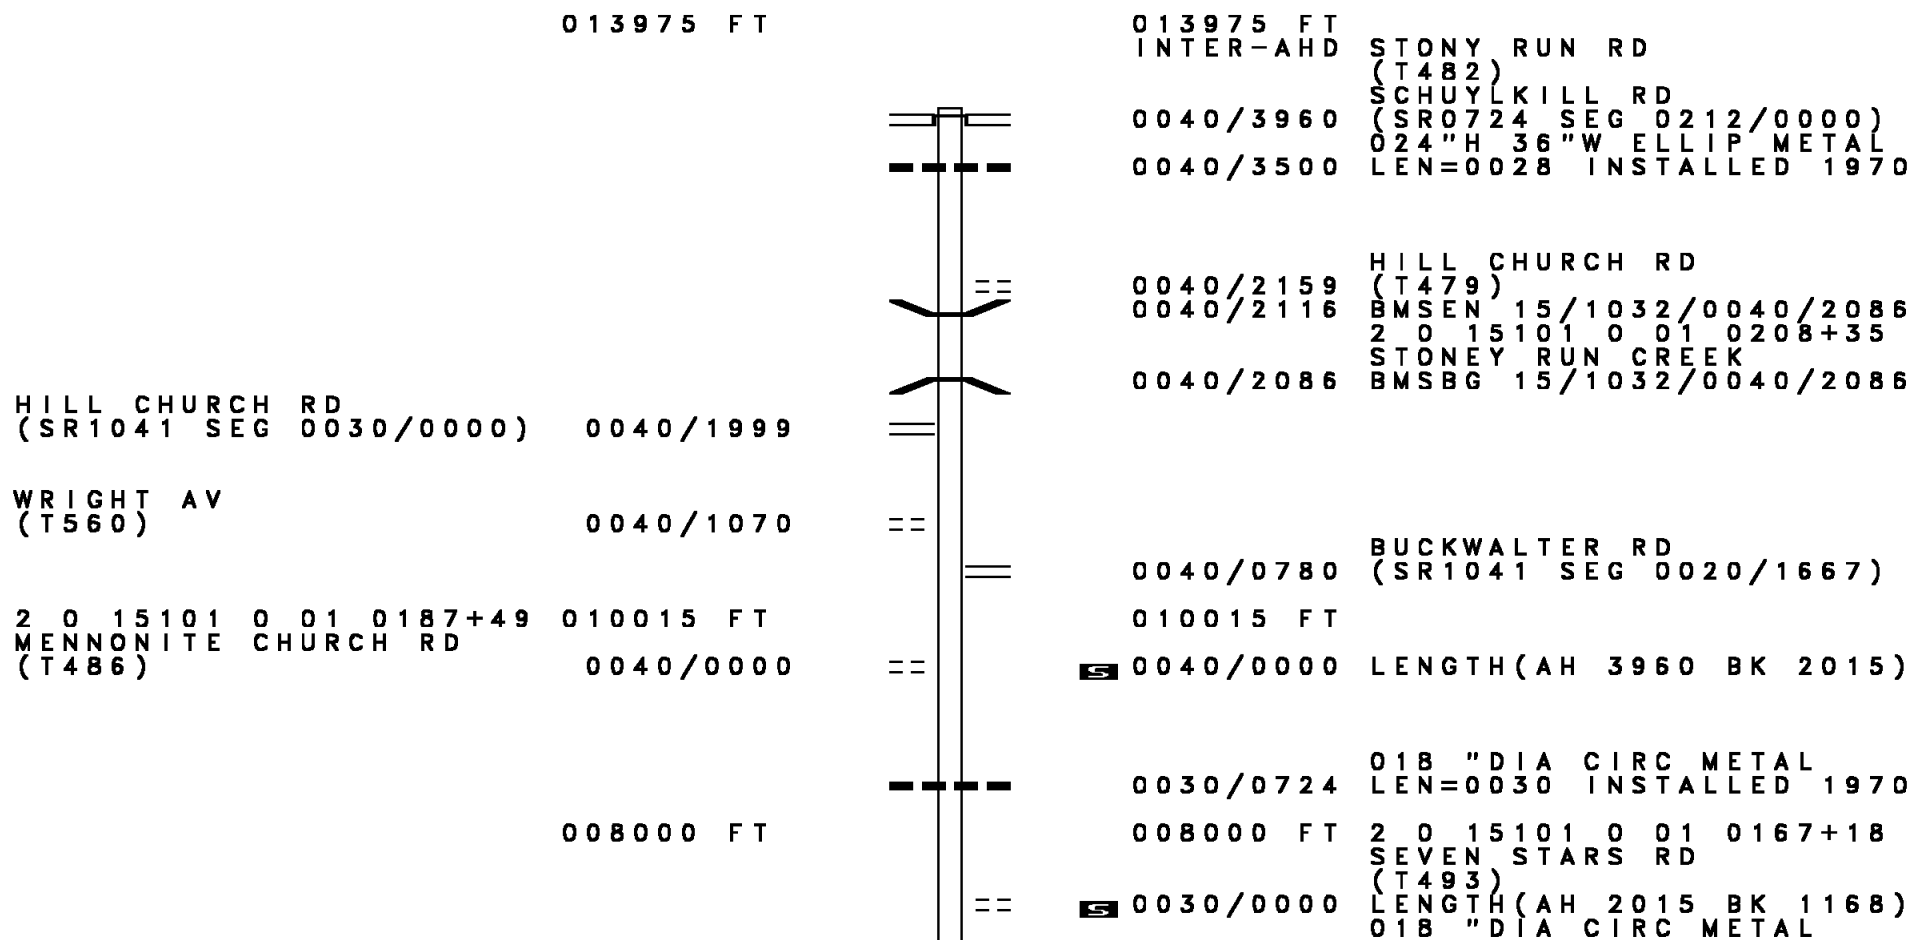 013975 FT 013975 FT
INTER-AHD STONY RUN RD
(T482)
SCHUYLKILL RD
0040/3960 (SR0724 SEG 0212/0000)
024"H 36"W ELLIP METAL
0040/3500 LEN=0028 INSTALLED 1970
HILL CHURCH RD
0040/2159 (T479)
0040/2116 BMSEN 15/1032/0040/2086
2 0 15101 0 01 0208+35
STONEY RUN CREEK
0040/2086 BMSBG 15/1032/0040/2086
HILL CHURCH RD
(SR1041 SEG 0030/0000) 0040/1999
WRIGHT AV
(T560) 0040/1070
BUCKWALTER RD
0040/0780 (SR1041 SEG 0020/1667)
2 0 15101 0 01 0187+49 010015 FT 010015 FT
MENNONITE CHURCH RD
(T486) 0040/0000 S 0040/0000 LENGTH(AH 3960 BK 2015)
018 "DIA CIRC METAL
0030/0724 LEN=0030 INSTALLED 1970
008000 FT 008000 FT 2 0 15101 0 01 0167+18
SEVEN STARS RD
(T493)
S 0030/0000 LENGTH(AH 2015 BK 1168)
018 "DIA CIRC METAL